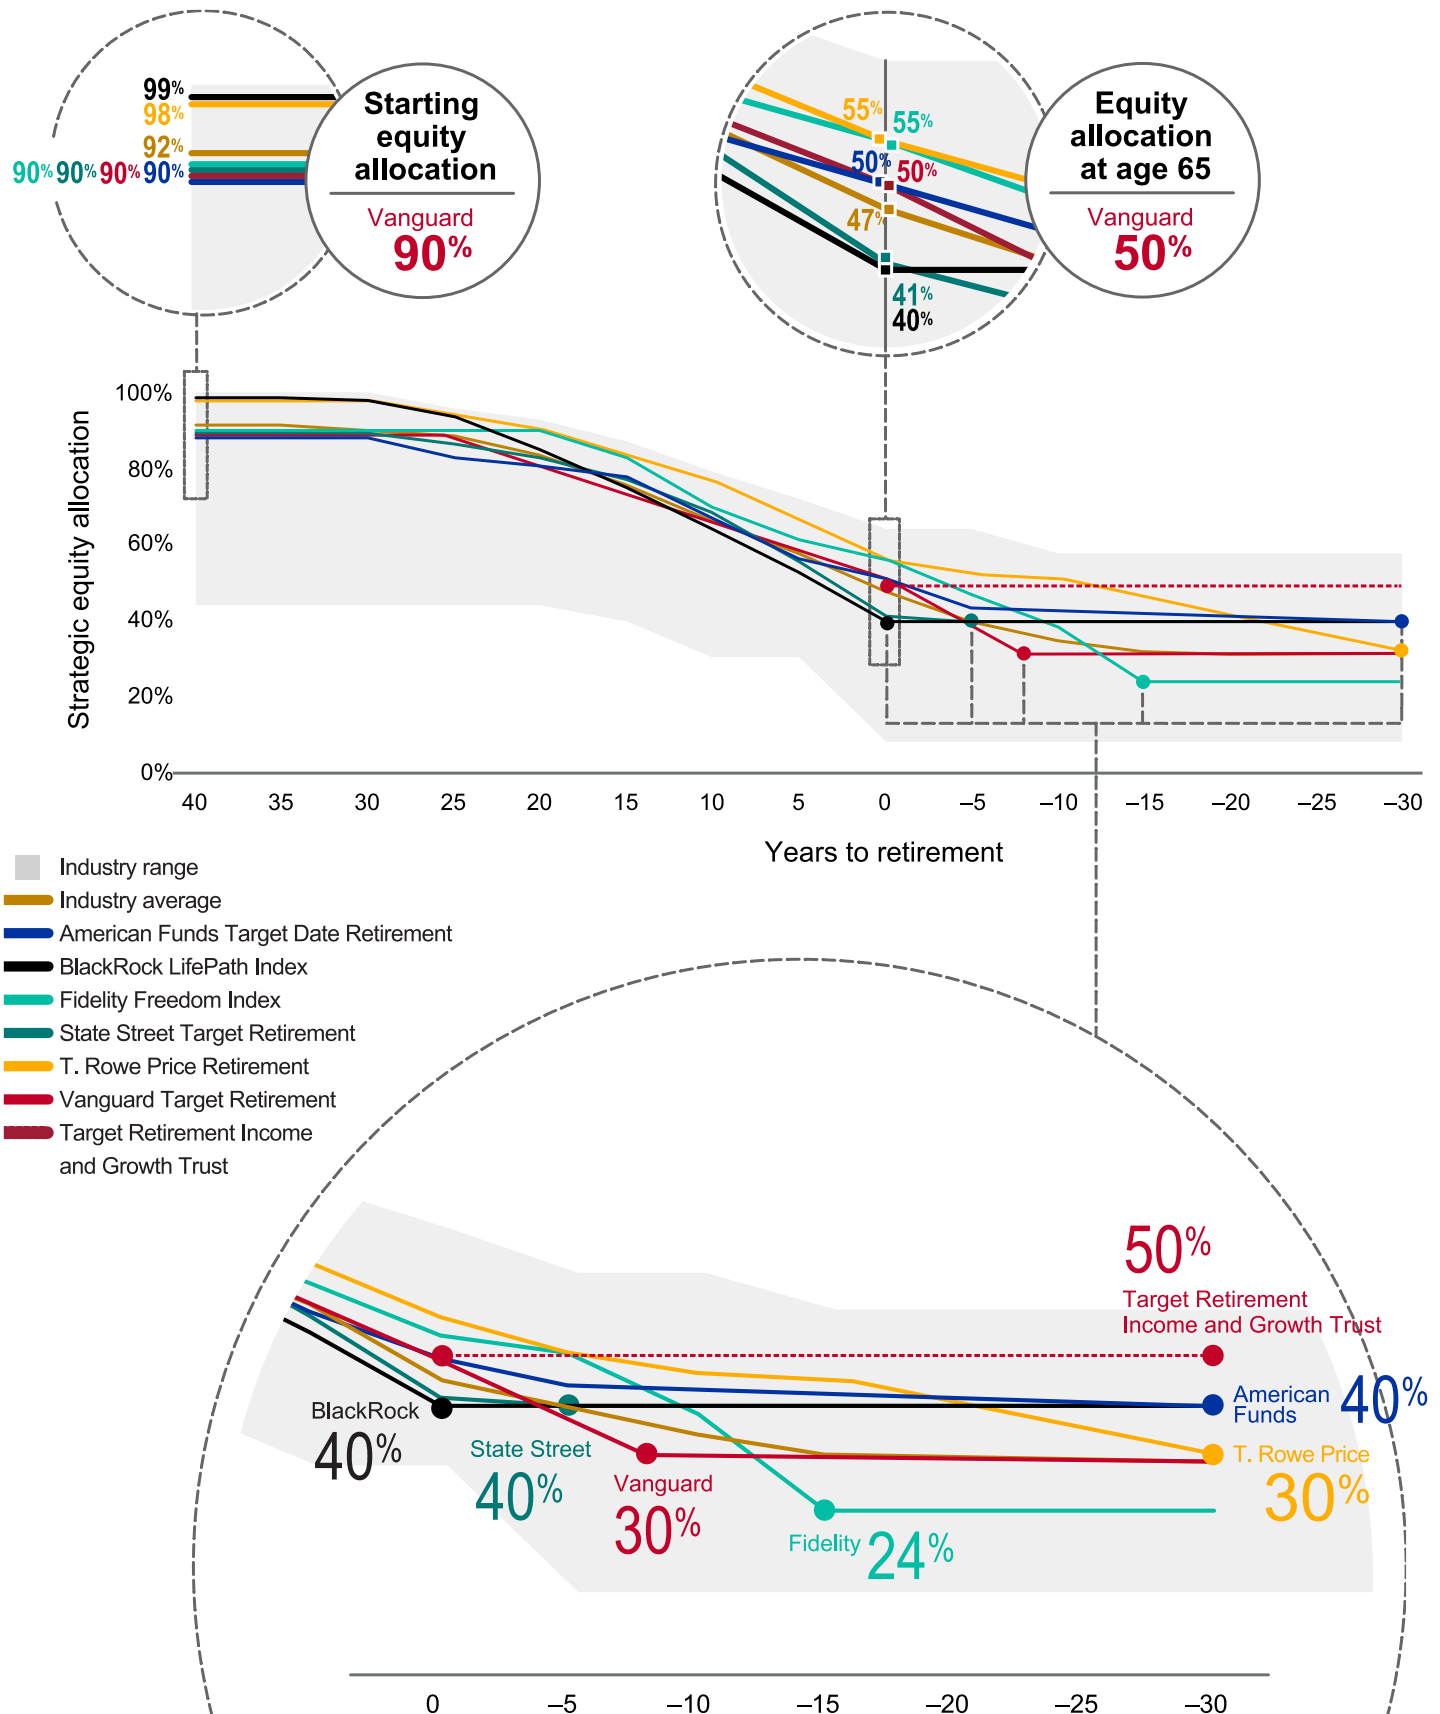 99%
98%
92%
90% 90% 90% 90%
Starting
equity
allocation
Vanguard
90%
55%
55%
50%
50%
47%
41%
40%
Equity
allocation
at age 65
Vanguard
50%
Strategic equity allocation
100%
80%
60%
40%
20%
0%
40 35 30 25 20 15 10 5 0 –5 –10 –15 –20 –25 –30
Years to retirement
Industry range
Industry average
American Funds Target Date Retirement
BlackRock LifePath Index
Fidelity Freedom Index
State Street Target Retirement
T. Rowe Price Retirement
Vanguard Target Retirement
Target Retirement Income
and Growth Trust
50%
Target Retirement
Income and Growth Trust
American
Funds
40%
BlackRock
40%
State Street
40%
Vanguard
30%
T. Rowe Price
30%
Fidelity 24%
0 –5 –10 –15 –20 –25 –30